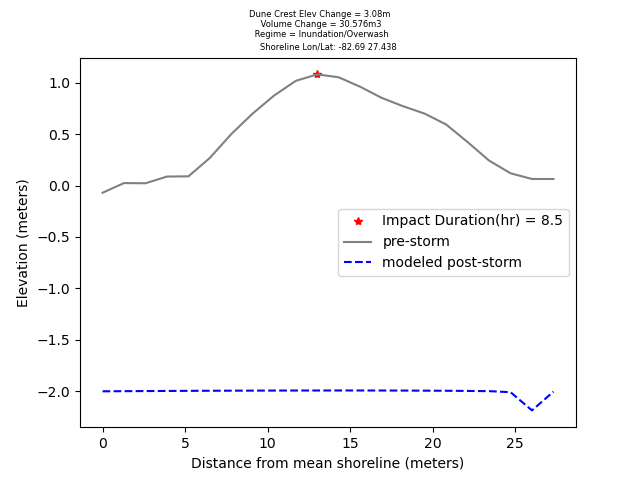 Dune Crest Elev Change = 3.08m
Volume Change = 30.576m3
Regime = Inundation/Overwash
Shoreline Lon/Lat: -82.69 27.438
1.0
0.5
0.0
−0.5
−1.0
−1.5
−2.0
Elevation (meters)
Impact Duration(hr) = 8.5
pre-storm
modeled post-storm
0 5 10 15 20 25
Distance from mean shoreline (meters)